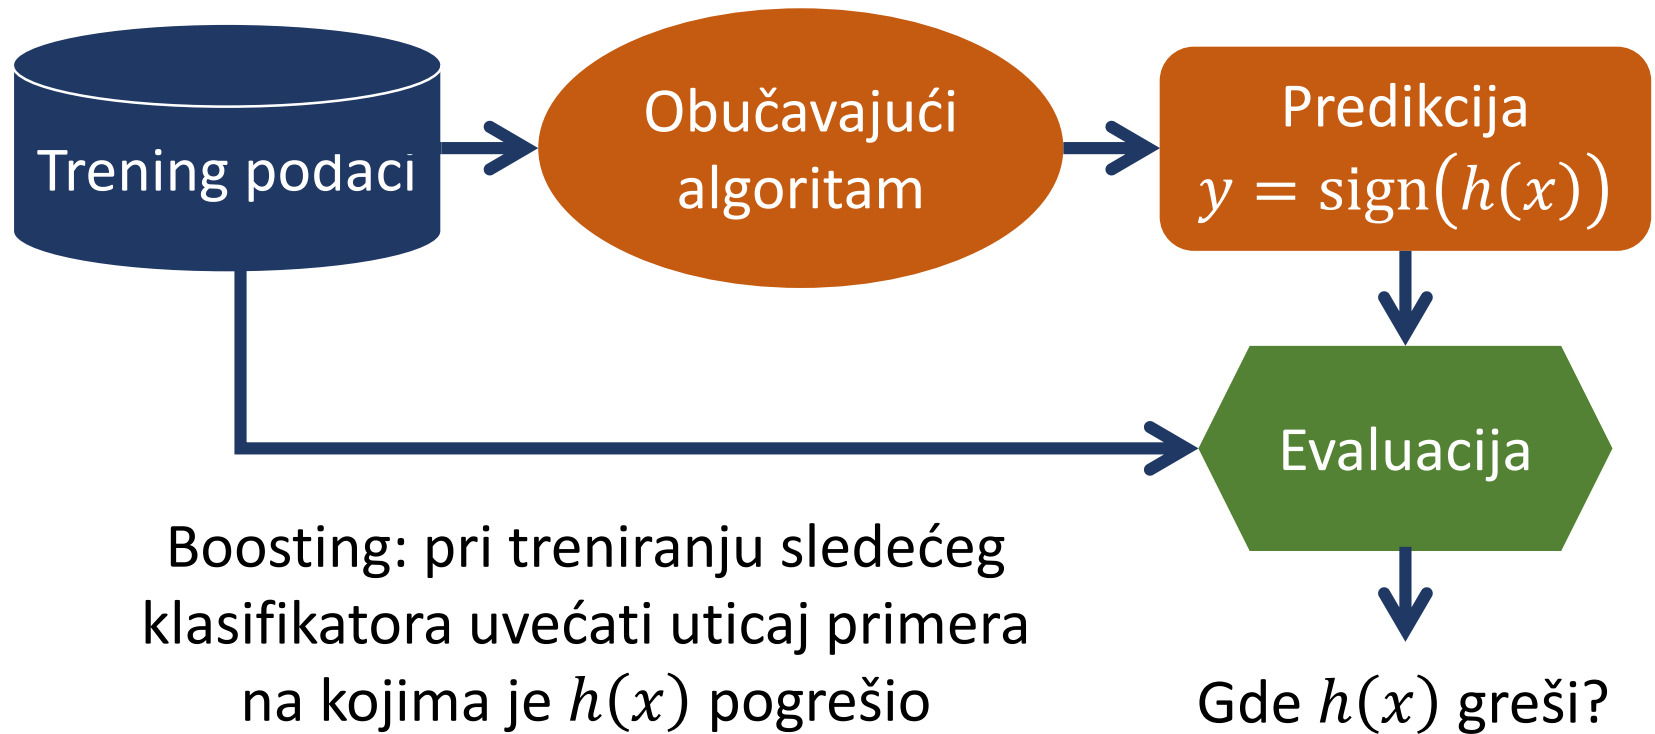 Trening podaci
Obučavajući
algoritam
Predikcija
y = sign(h(x))
Evaluacija
Boosting: pri treniranju sledećeg
klasifikatora uvećati uticaj primera
na kojima je h(x) pogrešio
Gde h(x) greši?